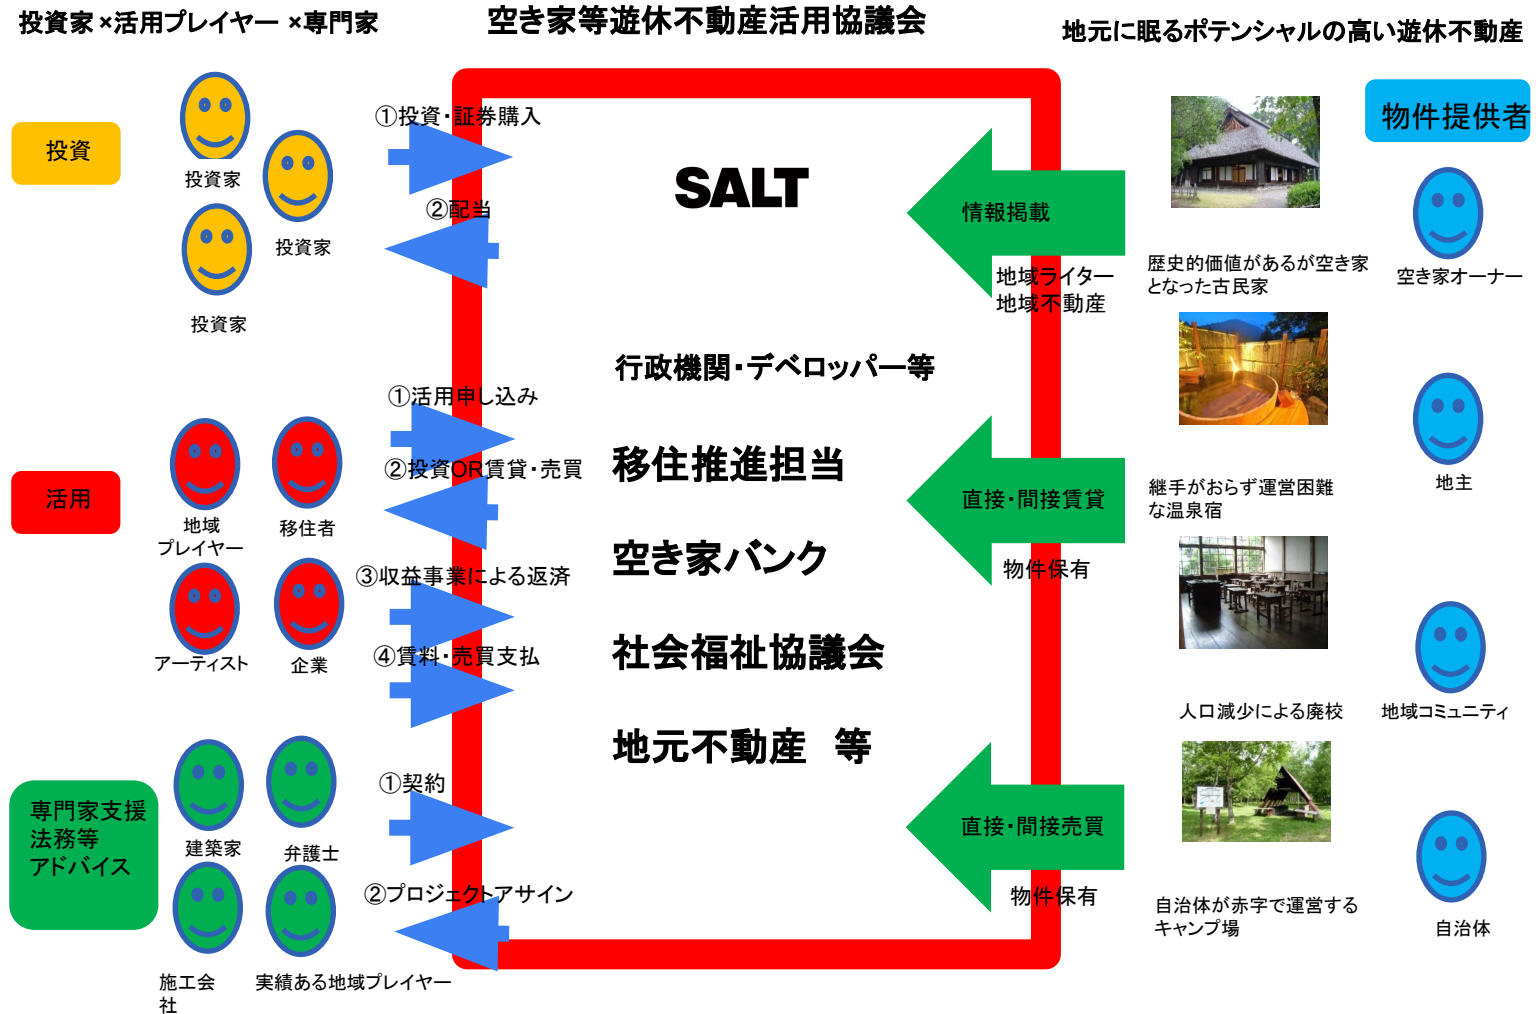 投資家×活用プレイヤー×専門家
空き家等遊休不動産活用協議会
地元に眠るポテンシャルの高い遊休不動産
投資
投資家
投資家
投資家
①投資・証券購入
②配当
SALT
情報掲載
地域ライター
地域不動産
歴史的価値があるが空き家
となった古民家
物件提供者
空き家オーナー
行政機関・デベロッパー等
移住推進担当
空き家バンク
社会福祉協議会
地元不動産　等
活用
地域
プレイヤー
移住者
アーティスト
企業
①活用申し込み
②投資OR賃貸・売買
③収益事業による返済
④賃料・売買支払
直接・間接賃貸
物件保有
継手がおらず運営困難
な温泉宿
地主
人口減少による廃校
地域コミュニティ
専門家支援
法務等
アドバイス
建築家
弁護士
施工会
社
実績ある地域プレイヤー
①契約
②プロジェクトアサイン
直接・間接売買
物件保有
自治体が赤字で運営する
キャンプ場
自治体